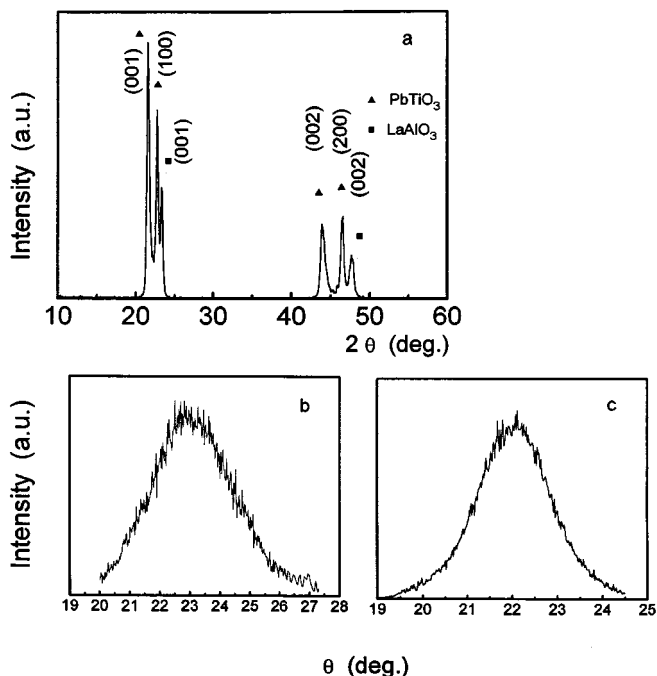 a
Intensity (a.u.)
▲ (001)
▲ (100)
■ (001)
▲ (002)
▲ (200)
■ (002)
▲ PbTiO3
■ LaAlO3
10 20 30 40 50 60
2 θ (deg.)
b
Intensity (a.u.)
19 20 21 22 23 24 25 26 27 28
c
19 20 21 22 23 24 25
θ (deg.)